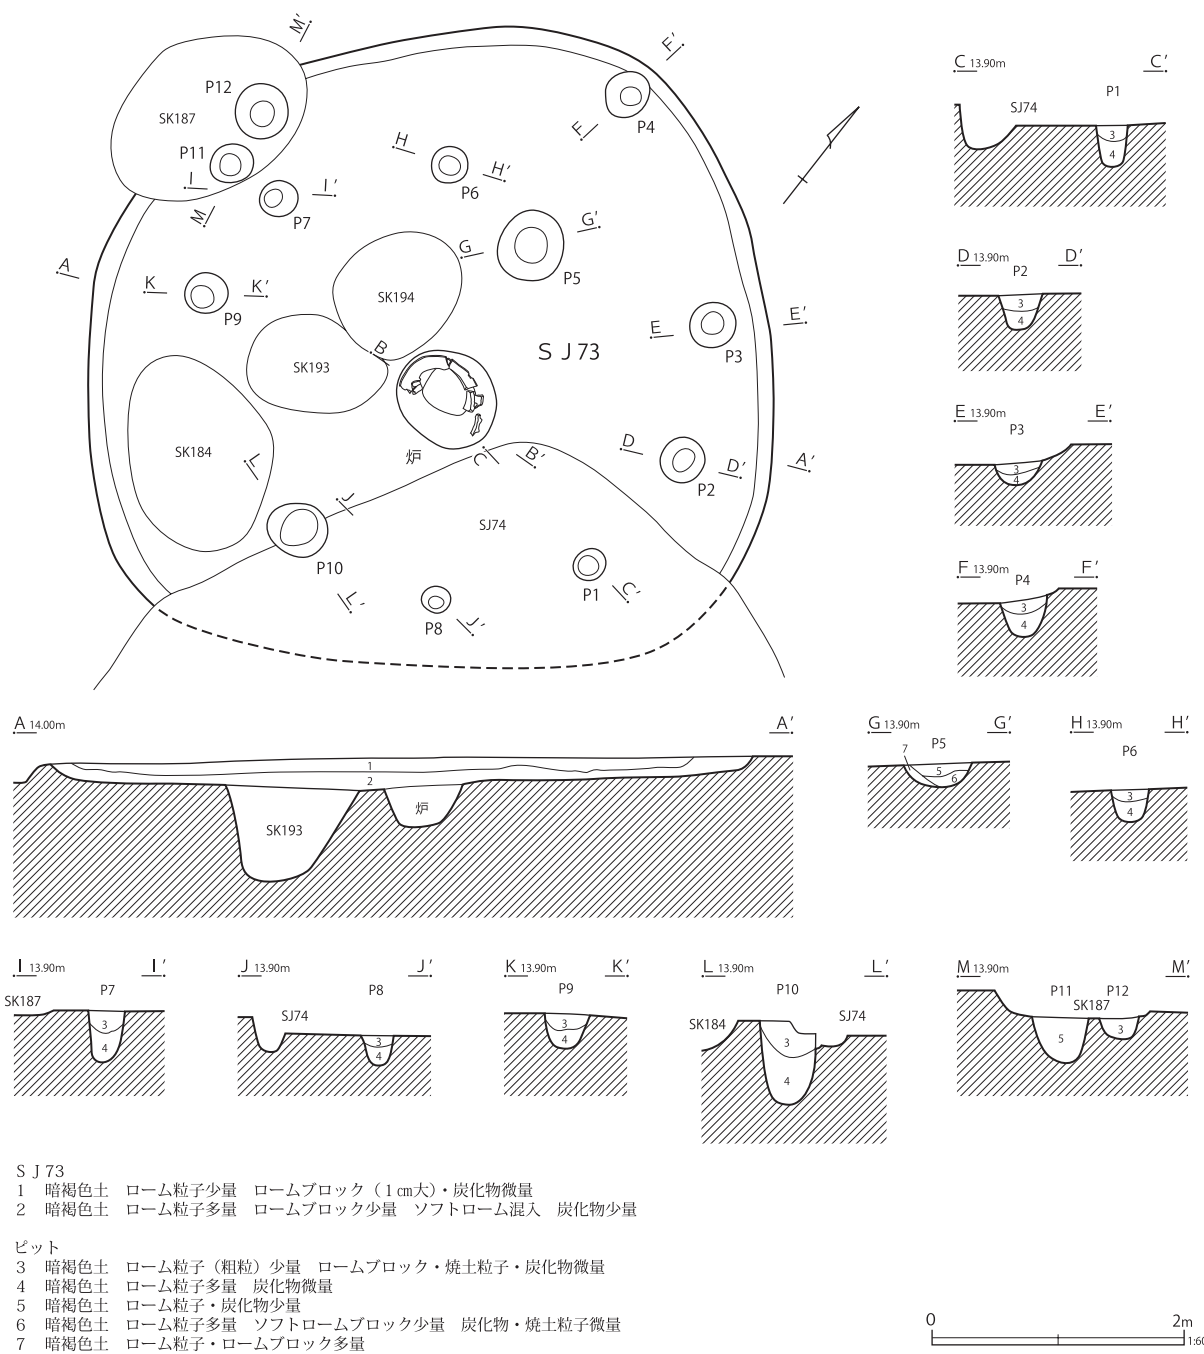 M′
F′
SK187
P12
P11
P4
F
H
H′
P6
I
I′
M
P7
G
G′
P5
A
K
K′
P9
SK194
E
E′
P3
B
ＳＪ73
SK193
SK184
L
炉
C
B′
D
D′
A′
P2
J
SJ74
P10
P1
C′
L′
P8
J′
C 13.90m C′
P1
SJ74
3
4
D 13.90m D′
P2
3
4
E 13.90m E′
P3
3
4
F 13.90m F′
P4
3
4
A 14.00m A′
1
2
SK193
炉
G 13.90m G′
P5
7
5
6
H 13.90m H′
P6
3
4
I 13.90m I′
P7
SK187
3
4
J 13.90m J′
P8
SJ74
3
4
K 13.90m K′
P9
3
4
L 13.90m L′
P10
SK184
SJ74
3
4
M 13.90m M′
P11 P12
SK187
5
3
ＳＪ73
1 暗褐色土 ローム粒子少量 ロームブロック（１㎝大）・炭化物微量
2 暗褐色土 ローム粒子多量 ロームブロック少量 ソフトローム混入 炭化物少量
ピット
3 暗褐色土 ローム粒子（粗粒）少量 ロームブロック・焼土粒子・炭化物微量
4 暗褐色土 ローム粒子多量 炭化物微量
5 暗褐色土 ローム粒子・炭化物少量
6 暗褐色土 ローム粒子多量 ソフトロームブロック少量 炭化物・焼土粒子微量
7 暗褐色土 ローム粒子・ロームブロック多量
0 2m
1:60